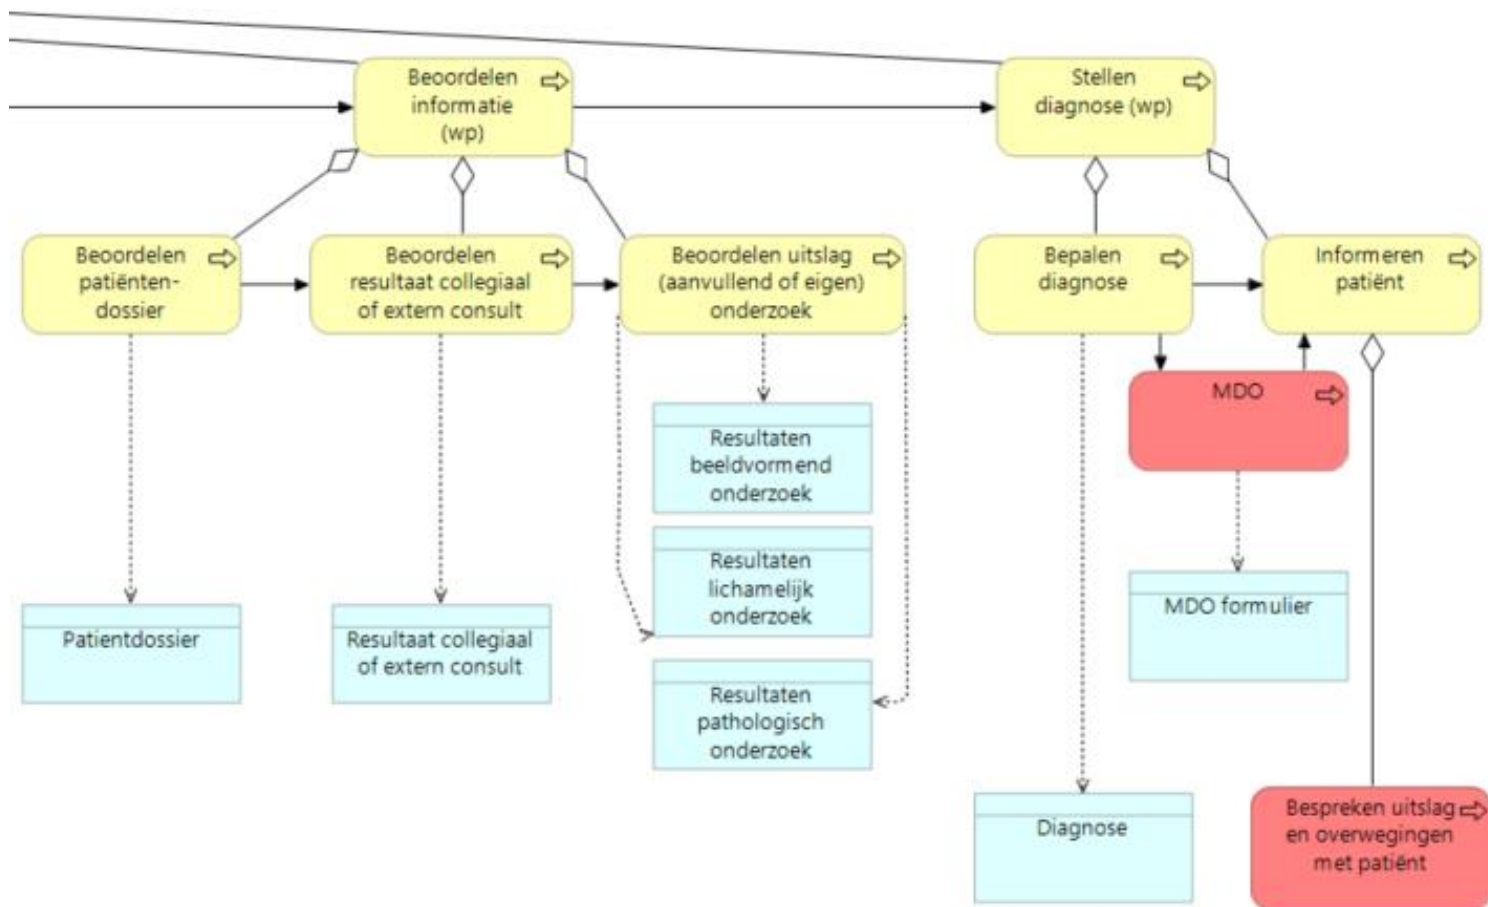 Beoordelen
informatie
(wp)
Stellen
diagnose (wp)
Beoordelen
patiënten-
dossier
Beoordelen
resultaat collegiaal
of extern consult
Beoordelen uitslag
(aanvullend of eigen)
onderzoek
Bepalen
diagnose
Informeren
patiënt
MDO
Resultaten
beeldvormend
onderzoek
Resultaten
lichamelijk
onderzoek
MDO formulier
Patientdossier
Resultaat collegiaal
of extern consult
Resultaten
pathologisch
onderzoek
Diagnose
Bespreken uitslag
en overwegingen
met patiënt